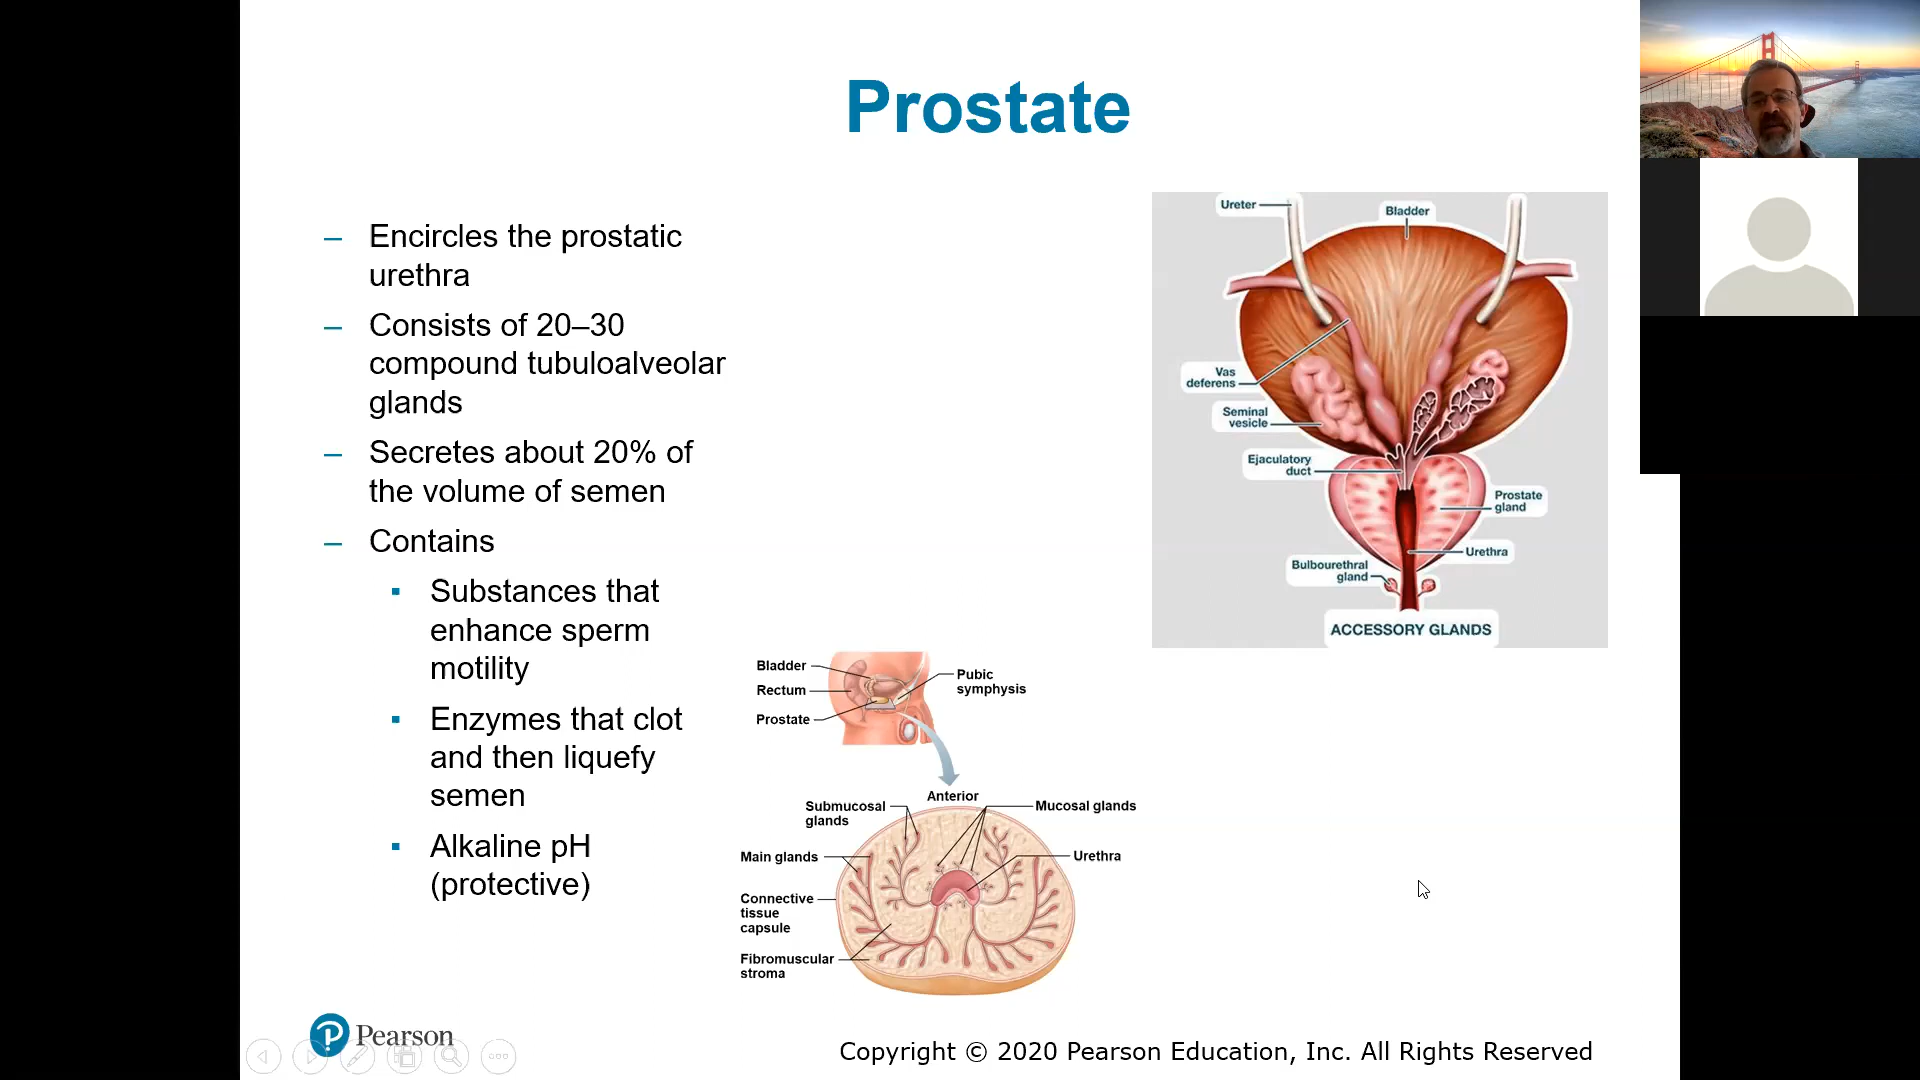 Prostate
– Encircles the prostatic
urethra
– Consists of 20–30
compound tubuloalveolar
glands
– Secretes about 20% of
the volume of semen
– Contains
▪ Substances that
enhance sperm
motility
▪ Enzymes that clot
and then liquefy
semen
▪ Alkaline pH
(protective)
Ureter
Bladder
Vas
deferens
Seminal
vesicle
Ejaculatory
duct
Prostate
gland
Urethra
Bulbourethral
gland
ACCESSORY GLANDS
Bladder
Rectum
Prostate
Pubic
symphysis
Anterior
Submucosal
glands
Mucosal glands
Main glands
Urethra
Connective
tissue
capsule
Fibromuscular
stroma
Pearson
Copyright © 2020 Pearson Education, Inc. All Rights Reserved